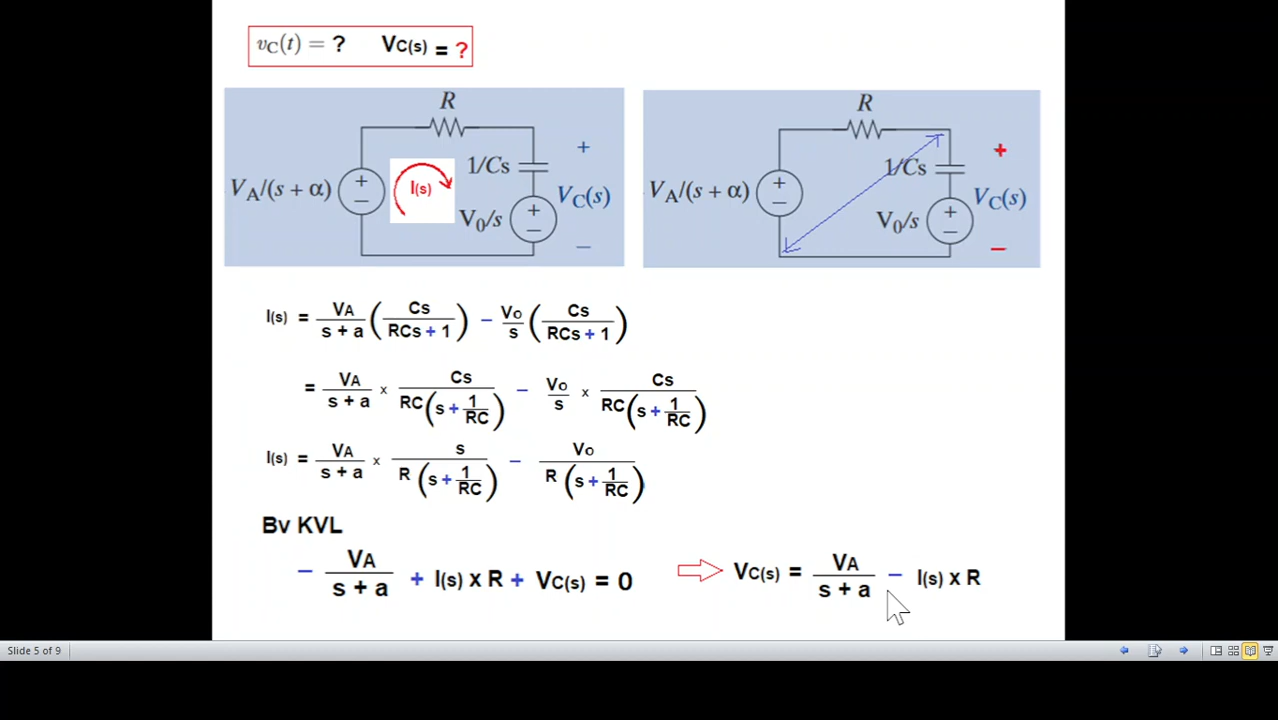 vC(t) = ? VC(s) = ?
R
1/Cs
VA/(s + α)
I(s)
V0/s
+
VC(s)
−
R
1/Cs
VA/(s + α)
V0/s
+
VC(s)
−
I(s) = VA/(s + a) (Cs/(RCs + 1)) − Vo/s (Cs/(RCs + 1))
= VA/(s + a) x Cs/(RC(s + 1/RC)) − Vo/s x Cs/(RC(s + 1/RC))
I(s) = VA/(s + a) x s/(R (s + 1/RC)) − Vo/(R (s + 1/RC))
Bv KVL
− VA/(s + a) + I(s) x R + VC(s) = 0 ⇒ VC(s) = VA/(s + a) − I(s) x R
Slide 5 of 9